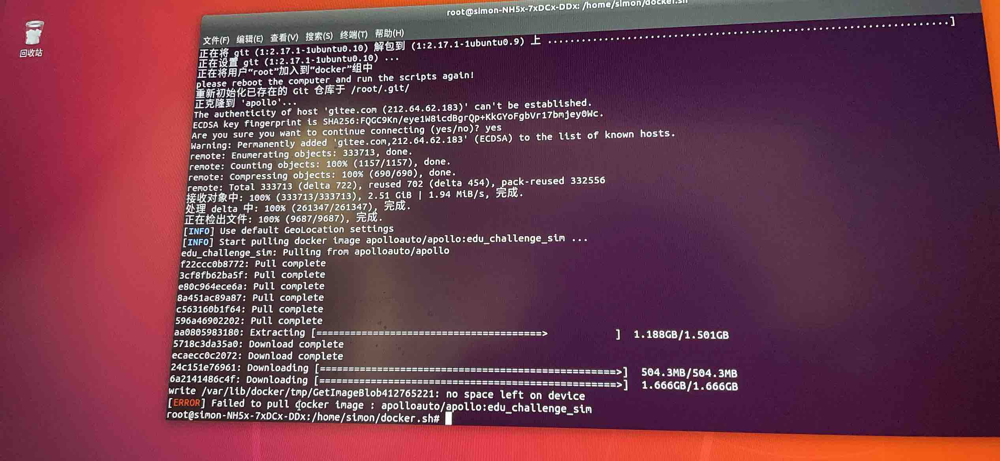 root@simon-NH5x-7xDCx-DDx: /home/simon/docker.sh
回收站
文件(F) 编辑(E) 查看(V) 搜索(S) 终端(T) 帮助(H)
正在将 git (1:2.17.1-1ubuntu0.10) 解包到 (1:2.17.1-1ubuntu0.9) 上 ........................................................................]
正在设置 git (1:2.17.1-1ubuntu0.10) ...
正在将用户“root”加入到“docker”组中
please reboot the computer and run the scripts again!
重新初始化已存在的 Git 仓库于 /root/.git/
正克隆到 'apollo'...
The authenticity of host 'gitee.com (212.64.62.183)' can't be established.
ECDSA key fingerprint is SHA256:FQGC9Kn/eye1W8icdBgrQp+KkGYoFgbVr17bmjey0Wc.
Are you sure you want to continue connecting (yes/no)? yes
Warning: Permanently added 'gitee.com,212.64.62.183' (ECDSA) to the list of known hosts.
remote: Enumerating objects: 333713, done.
remote: Counting objects: 100% (1157/1157), done.
remote: Compressing objects: 100% (690/690), done.
remote: Total 333713 (delta 722), reused 702 (delta 454), pack-reused 332556
接收对象中: 100% (333713/333713), 2.51 GiB | 1.94 MiB/s, 完成.
处理 delta 中: 100% (261347/261347), 完成.
正在检出文件: 100% (9687/9687), 完成.
[INFO] Use default GeoLocation settings
[INFO] Start pulling docker image apolloauto/apollo:edu_challenge_sim ...
edu_challenge_sim: Pulling from apolloauto/apollo
f22ccc0b8772: Pull complete
3cf8fb62ba5f: Pull complete
e80c964ece6a: Pull complete
8a451ac89a87: Pull complete
c563160b1f64: Pull complete
596a46902202: Pull complete
aa0805983180: Extracting [=======================================>           ]  1.188GB/1.501GB
5718c3da35a0: Download complete
ecaecc0c2072: Download complete
24c151e76961: Downloading [==================================================>]  504.3MB/504.3MB
6a2141486c4f: Downloading [==================================================>]  1.666GB/1.666GB
write /var/lib/docker/tmp/GetImageBlob412765221: no space left on device
[ERROR] Failed to pull docker image : apolloauto/apollo:edu_challenge_sim
root@simon-NH5x-7xDCx-DDx:/home/simon/docker.sh#